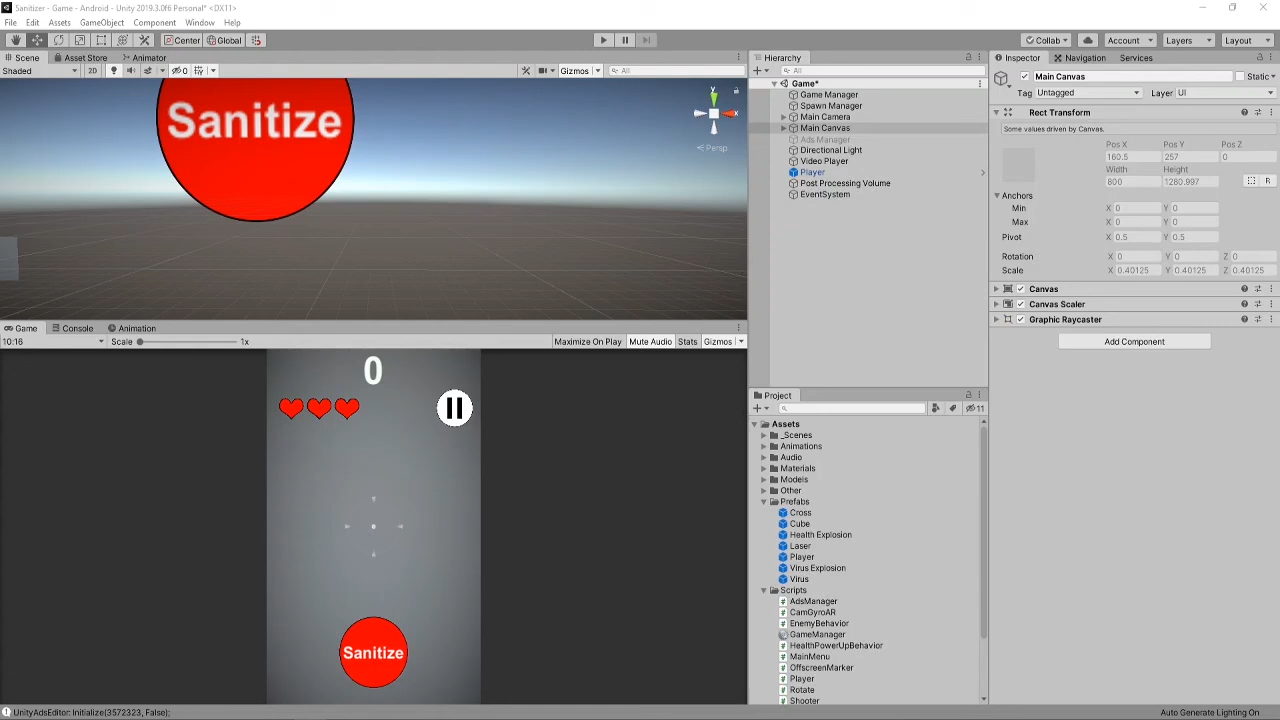 Sanitizer - Game - Android - Unity 2019.3.0f6 Personal* <DX11>
File Edit Assets GameObject Component Window Help
Center Global Collab Account Layers Layout
Scene Asset Store Animator
Shaded 2D 0 Gizmos All
Sanitize
y
x
Persp
Game Console Animation
10:16 Scale 1x Maximize On Play Mute Audio Stats Gizmos
0
Sanitize
Hierarchy
All
Game*
Game Manager
Spawn Manager
Main Camera
Main Canvas
Ads Manager
Directional Light
Video Player
Player
Post Processing Volume
EventSystem
Project
11
Assets
_Scenes
Animations
Audio
Materials
Models
Other
Prefabs
Cross
Cube
Health Explosion
Laser
Player
Virus Explosion
Virus
Scripts
AdsManager
CamGyroAR
EnemyBehavior
GameManager
HealthPowerUpBehavior
MainMenu
OffscreenMarker
Player
Rotate
Shooter
Inspector Navigation Services
Main Canvas Static
Tag Untagged Layer UI
Rect Transform
Some values driven by Canvas.
Pos X Pos Y Pos Z
160.5 257 0
Width Height
800 1280.997 R
Anchors
Min X 0 Y 0
Max X 0 Y 0
Pivot X 0.5 Y 0.5
Rotation X 0 Y 0 Z 0
Scale X 0.40125 Y 0.40125 Z 0.40125
Canvas
Canvas Scaler
Graphic Raycaster
Add Component
UnityAdsEditor: Initialize(3572323, False);
Auto Generate Lighting On